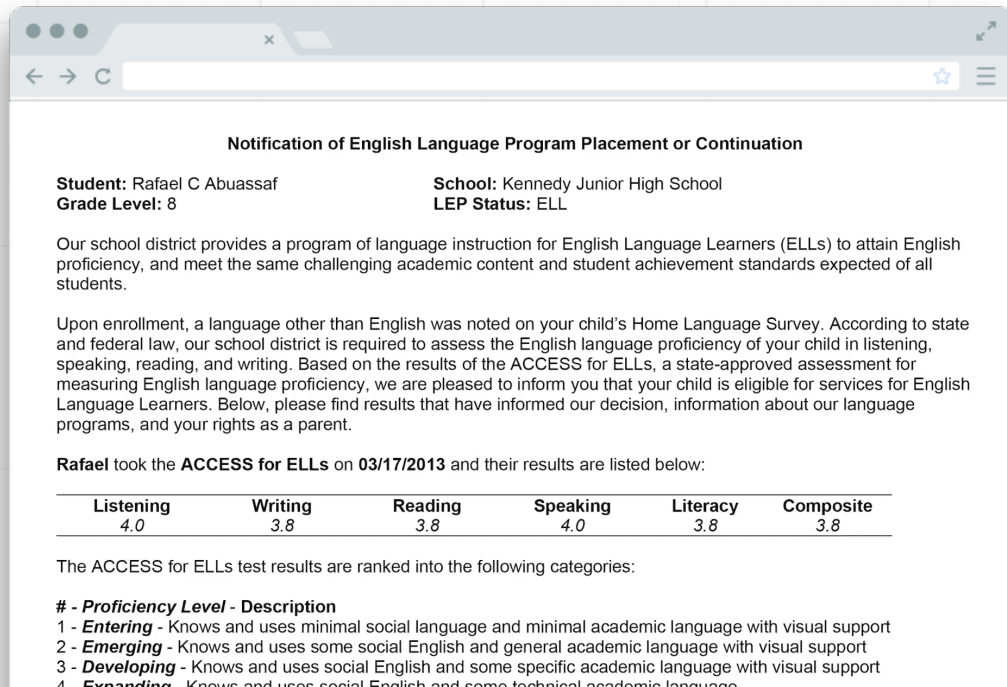 Notification of English Language Program Placement or Continuation
Student: Rafael C Abuassaf School: Kennedy Junior High School
Grade Level: 8 LEP Status: ELL
Our school district provides a program of language instruction for English Language Learners (ELLs) to attain English
proficiency, and meet the same challenging academic content and student achievement standards expected of all
students.
Upon enrollment, a language other than English was noted on your child's Home Language Survey. According to state
and federal law, our school district is required to assess the English language proficiency of your child in listening,
speaking, reading, and writing. Based on the results of the ACCESS for ELLs, a state-approved assessment for
measuring English language proficiency, we are pleased to inform you that your child is eligible for services for English
Language Learners. Below, please find results that have informed our decision, information about our language
programs, and your rights as a parent.
Rafael took the ACCESS for ELLs on 03/17/2013 and their results are listed below:
Listening Writing Reading Speaking Literacy Composite
4.0 3.8 3.8 4.0 3.8 3.8
The ACCESS for ELLs test results are ranked into the following categories:
# - Proficiency Level - Description
1 - Entering - Knows and uses minimal social language and minimal academic language with visual support
2 - Emerging - Knows and uses some social English and general academic language with visual support
3 - Developing - Knows and uses social English and some specific academic language with visual support
4 - Expanding - Knows and uses social English and some technical academic language